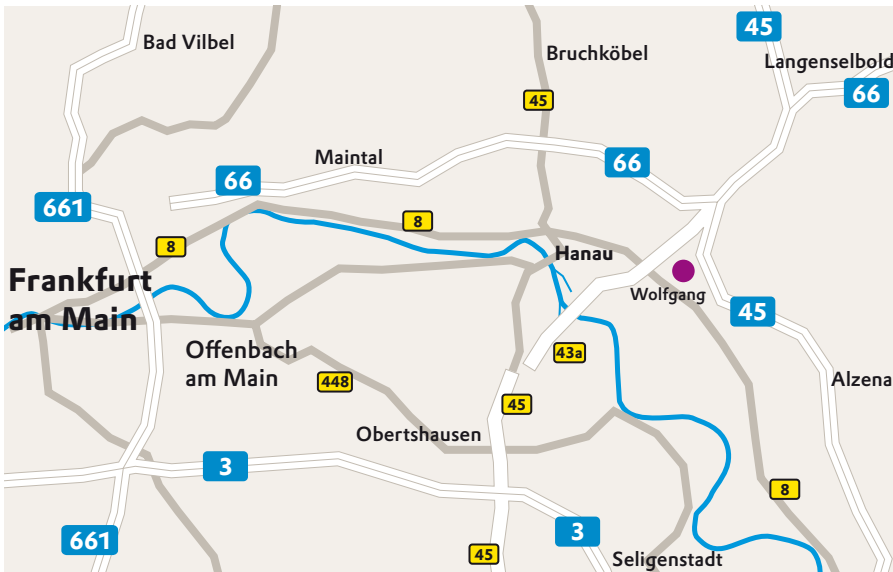 45
Bad Vilbel
Bruchköbel
Langenselbold
66
45
Maintal
66
66
661
8
8
Hanau
Frankfurt
am Main
Wolfgang
45
Offenbach
am Main
43a
448
Alzena
45
Obertshausen
3
8
661
3
45
Seligenstadt